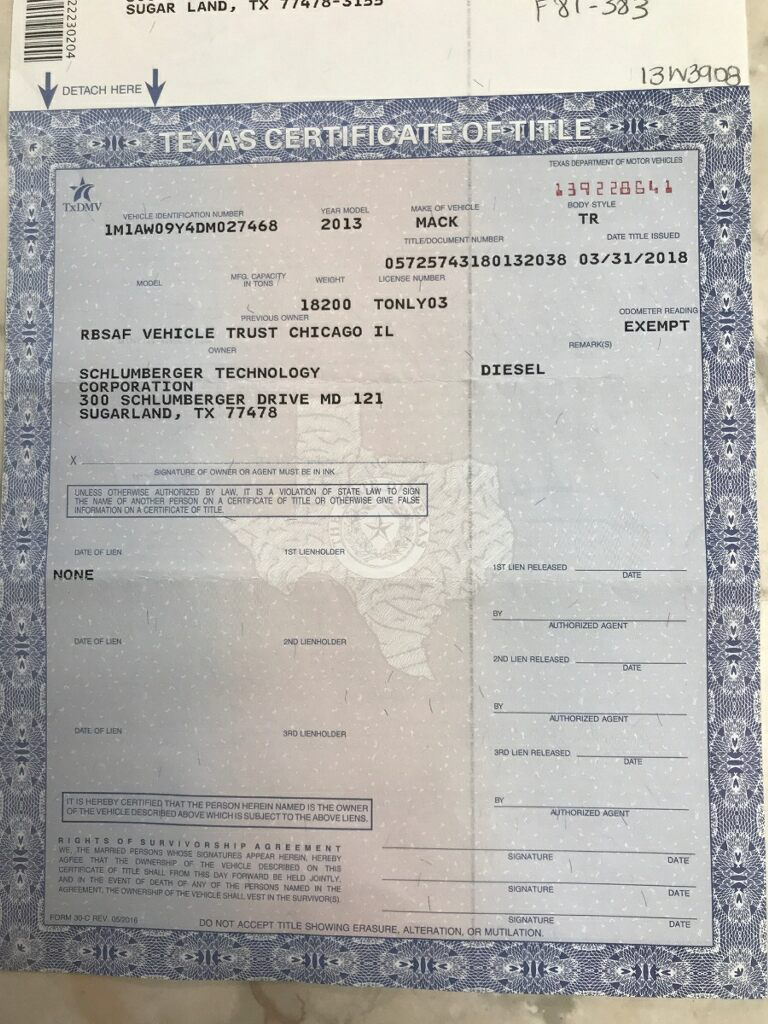 SUGAR LAND, TX 77478-3155
F81-383
22230204
13W3908
DETACH HERE
TEXAS CERTIFICATE OF TITLE
TEXAS DEPARTMENT OF MOTOR VEHICLES
139228641
TxDMV
VEHICLE IDENTIFICATION NUMBER YEAR MODEL MAKE OF VEHICLE BODY STYLE
1M1AW09Y4DM027468 2013 MACK TR
TITLE/DOCUMENT NUMBER DATE TITLE ISSUED
05725743180132038 03/31/2018
MODEL MFG. CAPACITY IN TONS WEIGHT LICENSE NUMBER
18200 TONLY03
PREVIOUS OWNER ODOMETER READING
RBSAF VEHICLE TRUST CHICAGO IL EXEMPT
OWNER REMARK(S)
SCHLUMBERGER TECHNOLOGY DIESEL
CORPORATION
300 SCHLUMBERGER DRIVE MD 121
SUGARLAND, TX 77478
X
SIGNATURE OF OWNER OR AGENT MUST BE IN INK
UNLESS OTHERWISE AUTHORIZED BY LAW, IT IS A VIOLATION OF STATE LAW TO SIGN
THE NAME OF ANOTHER PERSON ON A CERTIFICATE OF TITLE OR OTHERWISE GIVE FALSE
INFORMATION ON A CERTIFICATE OF TITLE.
DATE OF LIEN 1ST LIENHOLDER
NONE
1ST LIEN RELEASED
DATE
BY
AUTHORIZED AGENT
DATE OF LIEN 2ND LIENHOLDER
2ND LIEN RELEASED
DATE
BY
AUTHORIZED AGENT
DATE OF LIEN 3RD LIENHOLDER
3RD LIEN RELEASED
DATE
BY
AUTHORIZED AGENT
IT IS HEREBY CERTIFIED THAT THE PERSON HEREIN NAMED IS THE OWNER
OF THE VEHICLE DESCRIBED ABOVE WHICH IS SUBJECT TO THE ABOVE LIENS.
RIGHTS OF SURVIVORSHIP AGREEMENT
WE, THE MARRIED PERSONS WHOSE SIGNATURES APPEAR HEREIN, HEREBY
AGREE THAT THE OWNERSHIP OF THE VEHICLE DESCRIBED ON THIS
CERTIFICATE OF TITLE SHALL FROM THIS DAY FORWARD BE HELD JOINTLY,
AND IN THE EVENT OF DEATH OF ANY OF THE PERSONS NAMED IN THE
AGREEMENT, THE OWNERSHIP OF THE VEHICLE SHALL VEST IN THE SURVIVOR(S).
SIGNATURE DATE
SIGNATURE DATE
SIGNATURE DATE
FORM 30-C REV. 05/2016
DO NOT ACCEPT TITLE SHOWING ERASURE, ALTERATION, OR MUTILATION.